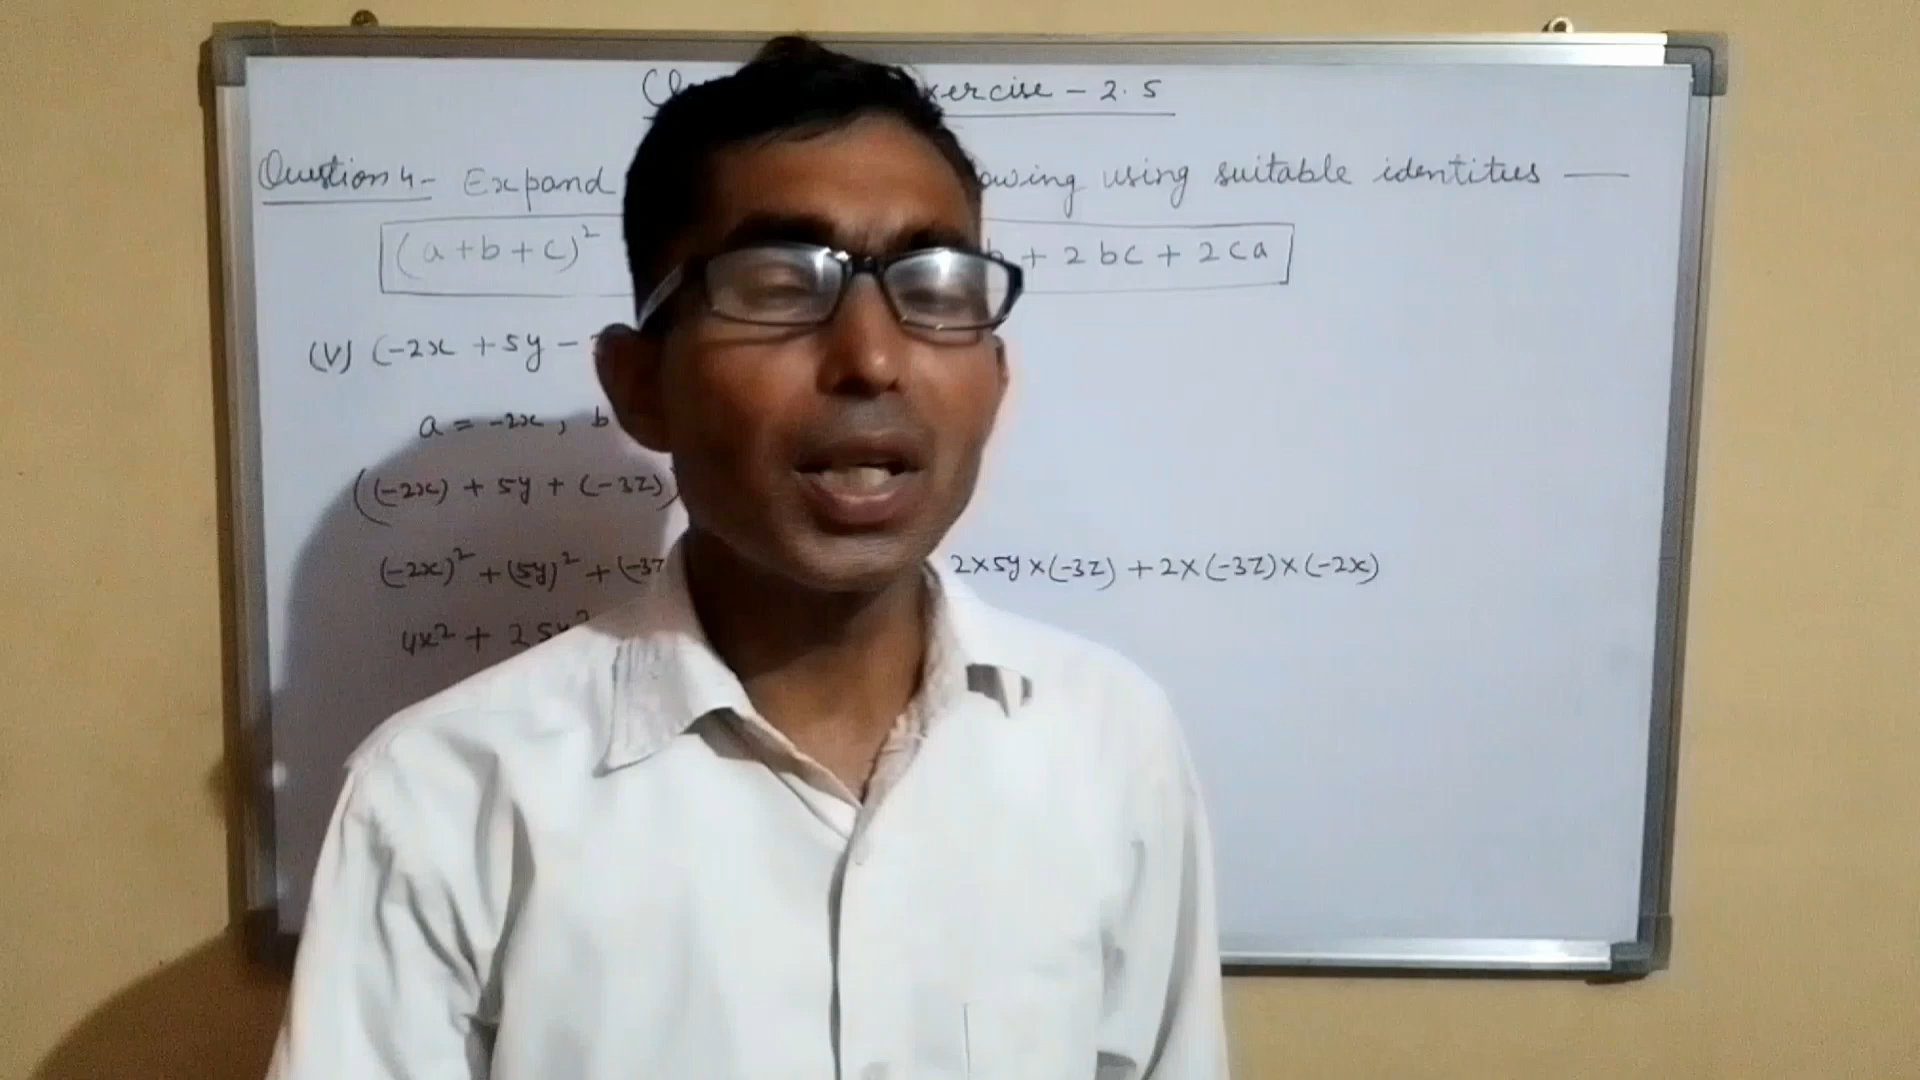 xercise - 2.5
Question 4 - Expand owing using suitable identities —
(a+b+c)² + 2bc + 2ca
(V) (-2x + 5y -
a = -2x, b
((-2x) + 5y + (-3z)
(-2x)² + (5y)² + (-3z 2×5y×(-3z) + 2×(-3z)×(-2x)
4x² + 25y²